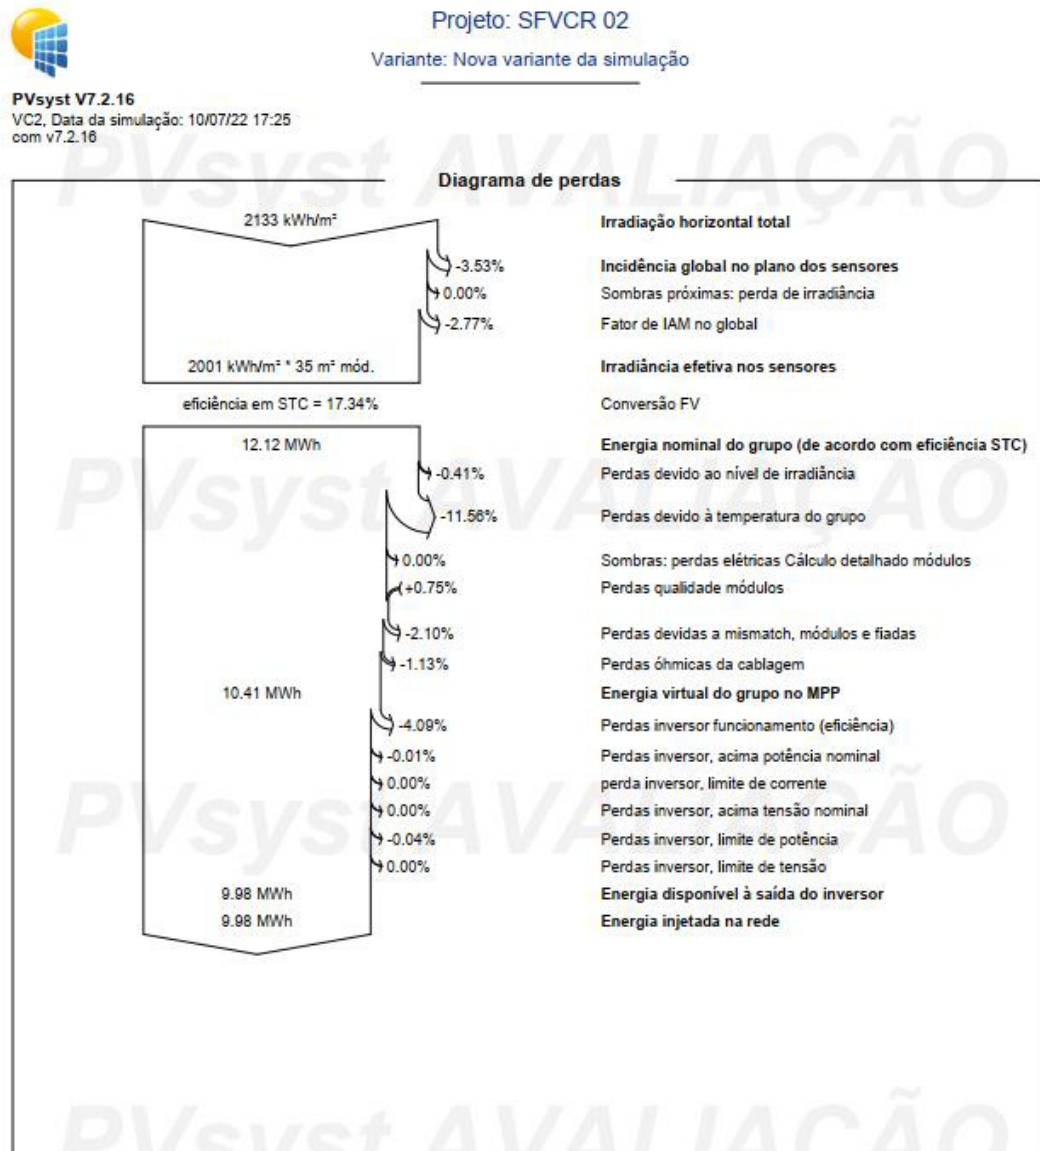 Projeto: SFVCR 02
Variante: Nova variante da simulação
PVsyst V7.2.16
VC2, Data da simulação: 10/07/22 17:25
com v7.2.16
PVsyst AVALIAÇÃO
Diagrama de perdas
2133 kWh/m² Irradiação horizontal total
-3.53% Incidência global no plano dos sensores
0.00% Sombras próximas: perda de irradiância
-2.77% Fator de IAM no global
2001 kWh/m² * 35 m² mód. Irradiância efetiva nos sensores
eficiência em STC = 17.34% Conversão FV
12.12 MWh Energia nominal do grupo (de acordo com eficiência STC)
-0.41% Perdas devido ao nível de irradiância
PVsyst AVALIAÇÃO
-11.56% Perdas devido à temperatura do grupo
0.00% Sombras: perdas elétricas Cálculo detalhado módulos
+0.75% Perdas qualidade módulos
-2.10% Perdas devidas a mismatch, módulos e fiadas
-1.13% Perdas óhmicas da cablagem
10.41 MWh Energia virtual do grupo no MPP
-4.09% Perdas inversor funcionamento (eficiência)
-0.01% Perdas inversor, acima potência nominal
0.00% perda inversor, limite de corrente
0.00% Perdas inversor, acima tensão nominal
PVsyst AVALIAÇÃO
-0.04% Perdas inversor, limite de potência
0.00% Perdas inversor, limite de tensão
9.98 MWh Energia disponível à saída do inversor
9.98 MWh Energia injetada na rede
PVsyst AVALIAÇÃO